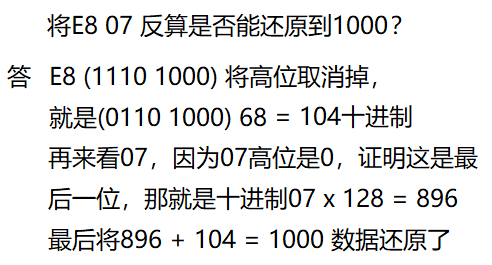 将E8 07 反算是否能还原到1000？
答 E8 (1110 1000) 将高位取消掉，
就是(0110 1000) 68 = 104十进制
再来看07，因为07高位是0，证明这是最
后一位，那就是十进制07 x 128 = 896
最后将896 + 104 = 1000 数据还原了